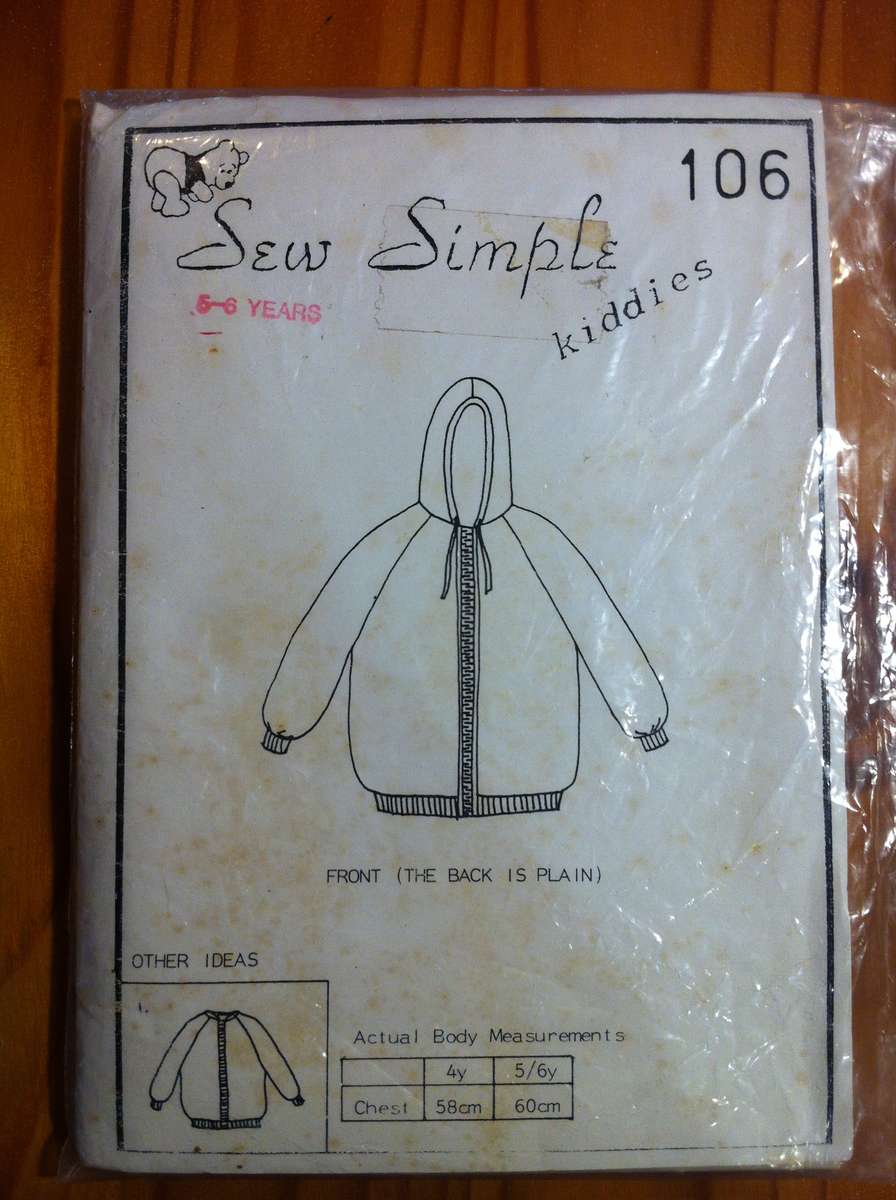 106
Sew Simple
kiddies
5-6 YEARS
FRONT (THE BACK IS PLAIN)
OTHER IDEAS
Actual Body Measurements
4y 5/6y
Chest 58cm 60cm